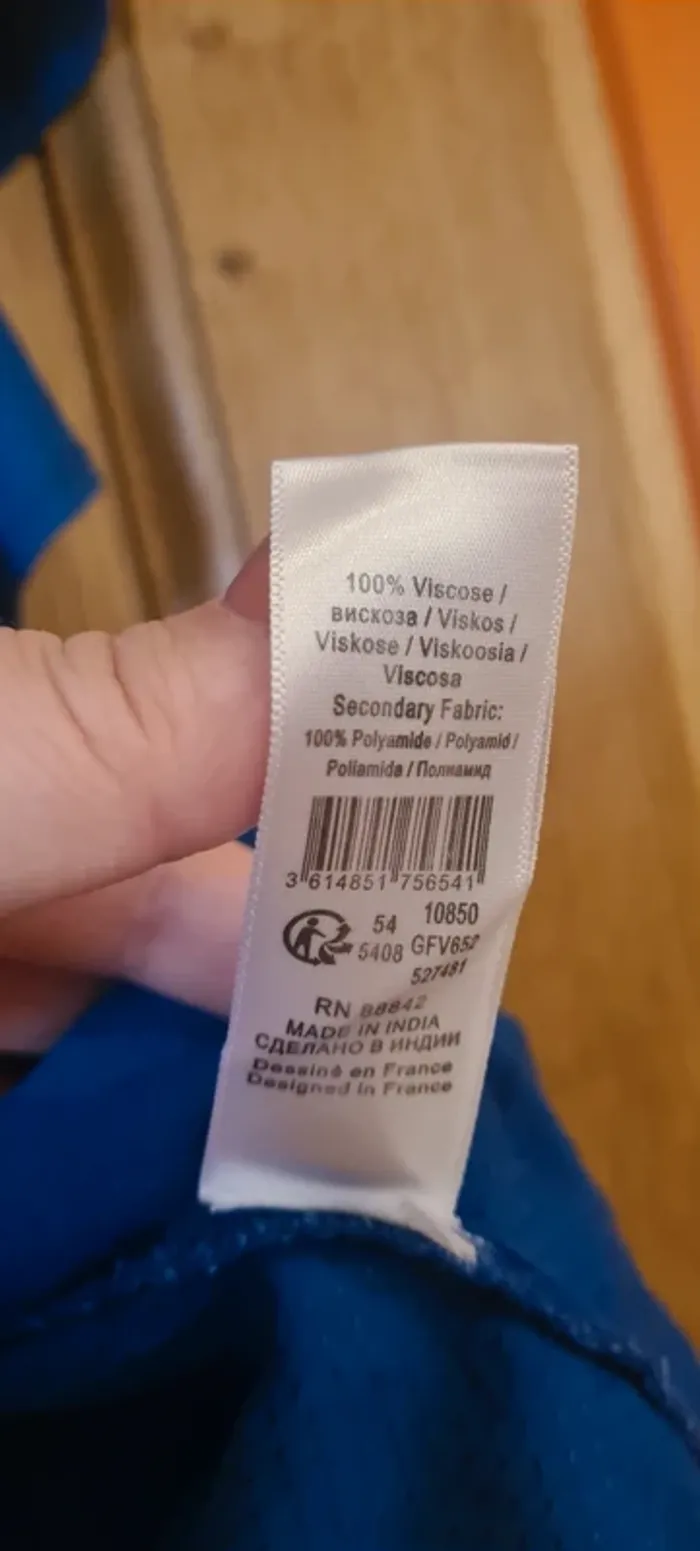 100% Viscose /
вискоза / Viskos /
Viskose / Viskoosia /
Viscosa
Secondary Fabric:
100% Polyamide / Polyamid /
Poliamida / Полиамид
3 614851 756541
54 10850
5408 GFV652
527481
RN 88842
MADE IN INDIA
СДЕЛАНО В ИНДИИ
Dessiné en France
Designed in France